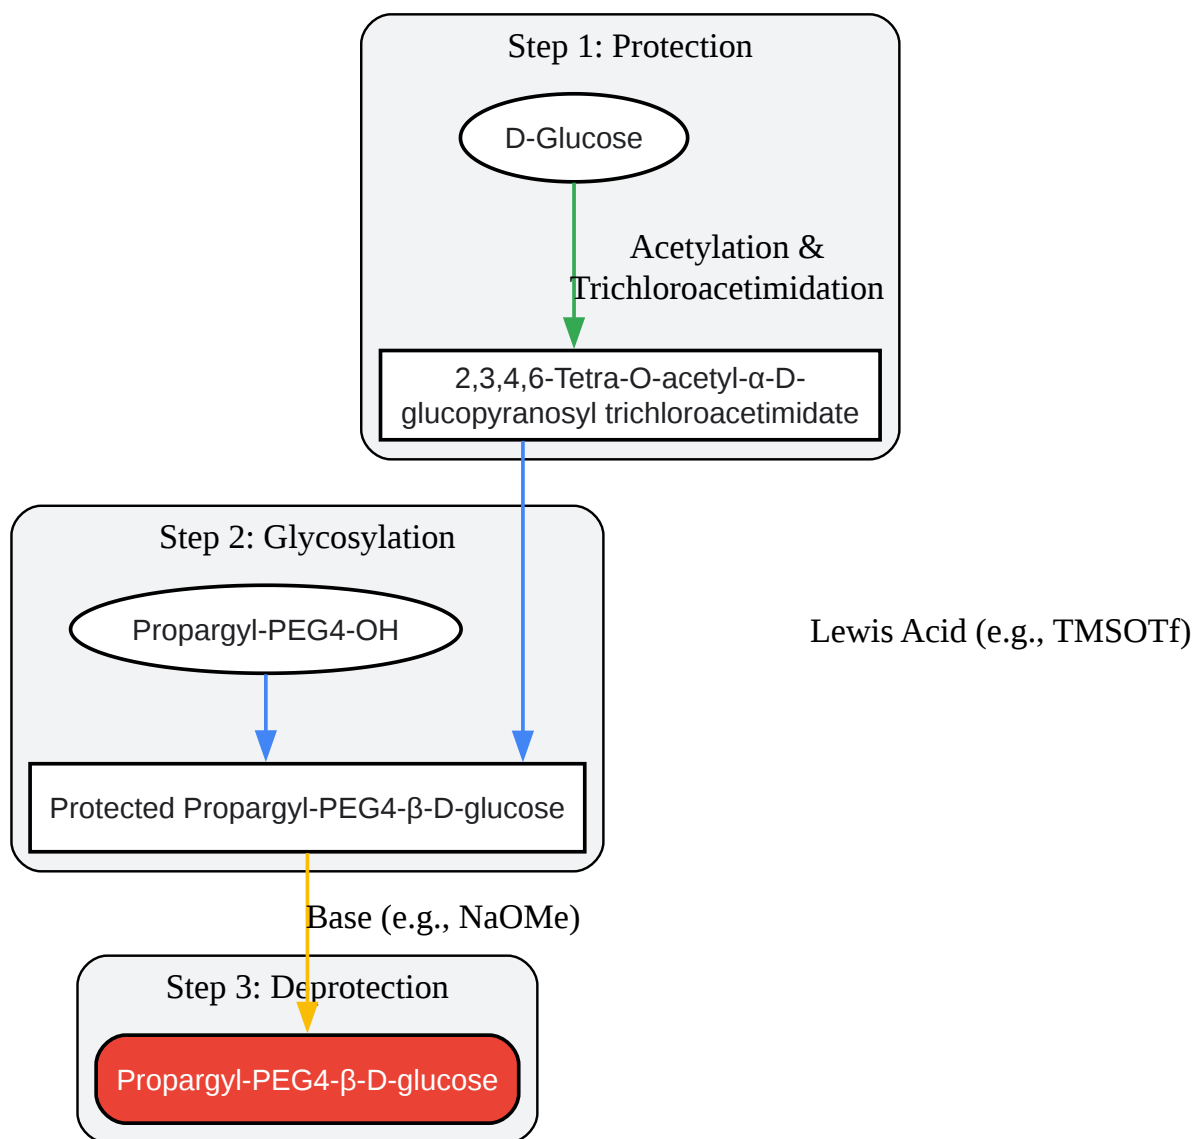 Step 1: Protection
D-Glucose
Acetylation &
Trichloroacetimidation
2,3,4,6-Tetra-O-acetyl-α-D-
glucopyranosyl trichloroacetimidate
Step 2: Glycosylation
Propargyl-PEG4-OH
Lewis Acid (e.g., TMSOTf)
Protected Propargyl-PEG4-β-D-glucose
Base (e.g., NaOMe)
Step 3: Deprotection
Propargyl-PEG4-β-D-glucose